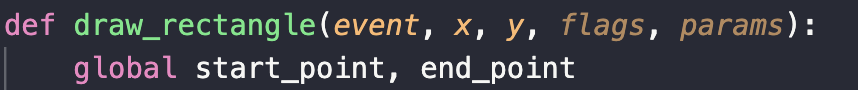 def draw_rectangle(event, x, y, flags, params):
    global start_point, end_point